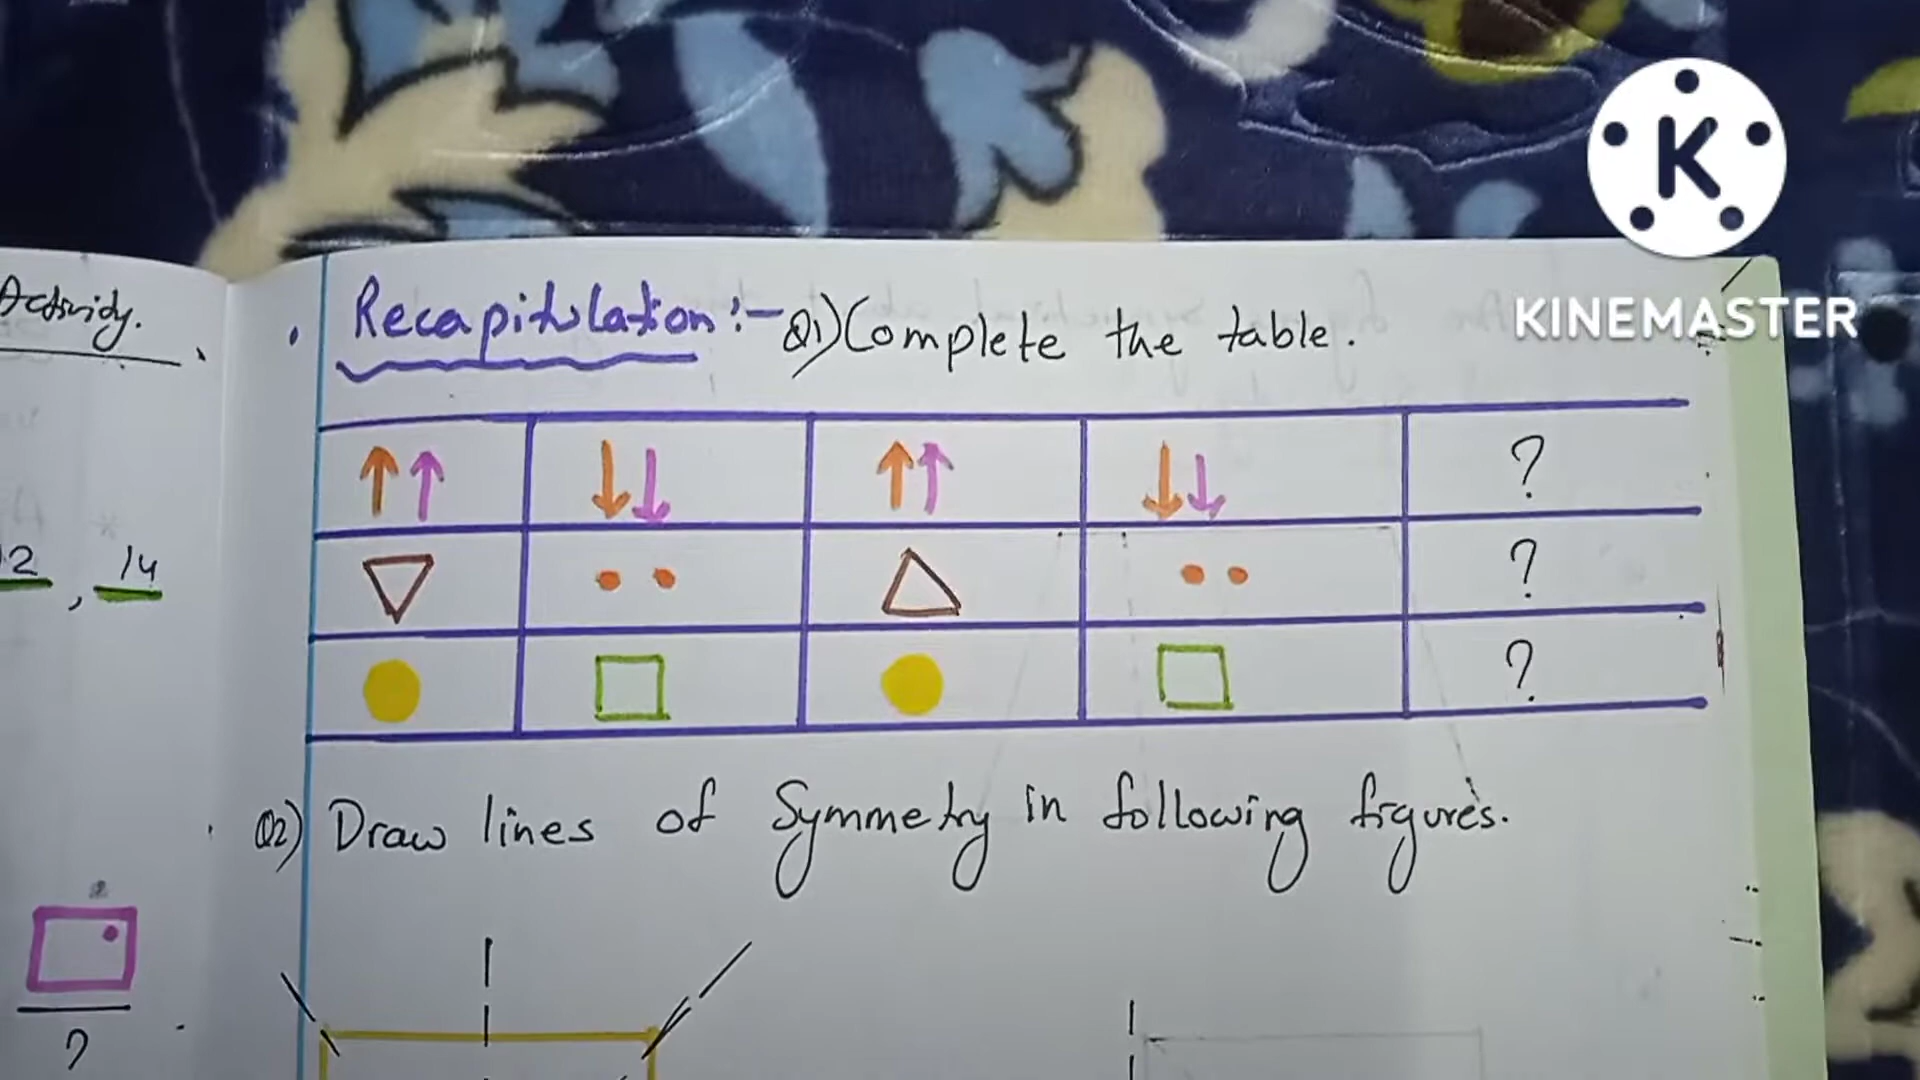 K
KINEMASTER
Activity.
Recapitulation :- Q1) Complete the table.
?
12, 14
?
?
Q2) Draw lines of Symmetry in following figures.
?